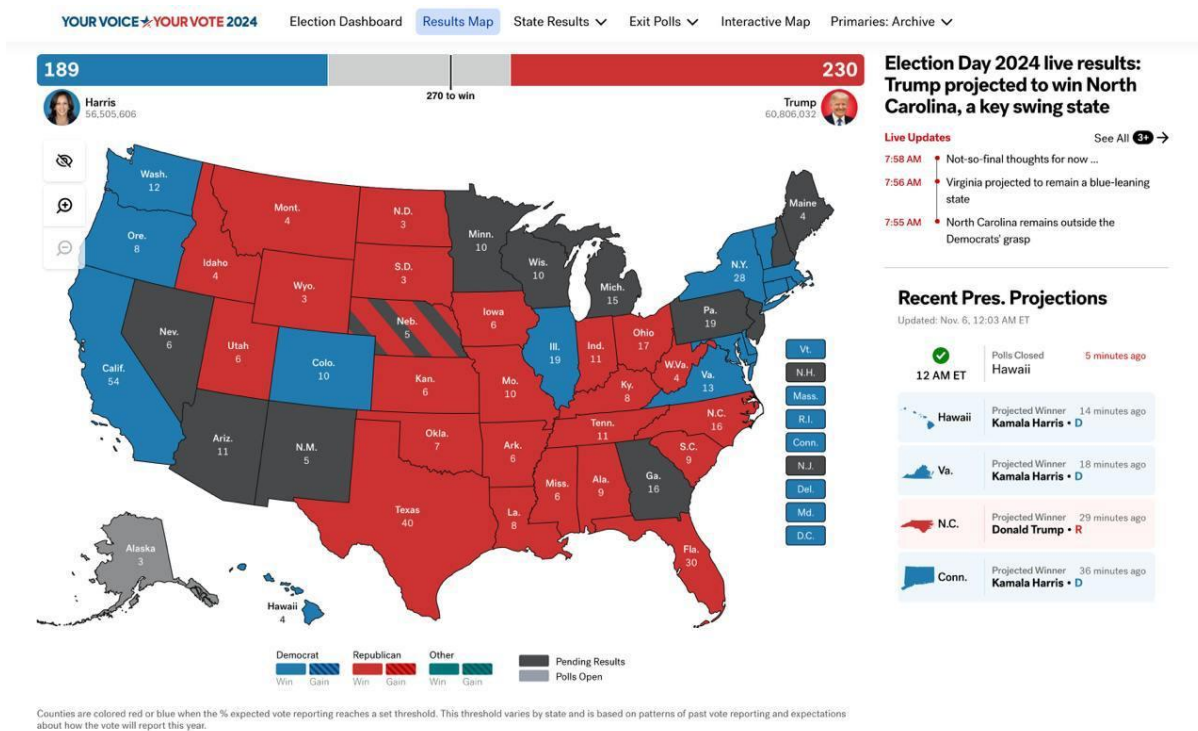 YOUR VOICE YOUR VOTE 2024
Election Dashboard
Results Map
State Results
Exit Polls
Interactive Map
Primaries: Archive
189
230
270 to win
Harris
56,505,606
Trump
60,806,032
Wash.
12
Ore.
8
Calif.
54
Nev.
6
Idaho
4
Mont.
4
Wyo.
3
Utah
6
Colo.
10
Ariz.
11
N.M.
5
N.D.
3
S.D.
3
Neb.
5
Kan.
6
Okla.
7
Texas
40
Minn.
10
Iowa
6
Mo.
10
Ark.
6
La.
8
Wis.
10
Ill.
19
Mich.
15
Ind.
11
Ohio
17
Ky.
8
Tenn.
11
Miss.
6
Ala.
9
Ga.
16
Fla.
30
S.C.
9
N.C.
16
Va.
13
W.Va.
4
Pa.
19
N.Y.
28
Maine
4
Alaska
3
Hawaii
4
Vt.
N.H.
Mass.
R.I.
Conn.
N.J.
Del.
Md.
D.C.
Democrat
Win Gain
Republican
Win Gain
Other
Win Gain
Pending Results
Polls Open
Counties are colored red or blue when the % expected vote reporting reaches a set threshold. This threshold varies by state and is based on patterns of past vote reporting and expectations
about how the vote will report this year.
Election Day 2024 live results:
Trump projected to win North
Carolina, a key swing state
Live Updates
See All 3+
7:58 AM Not-so-final thoughts for now ...
7:56 AM Virginia projected to remain a blue-leaning
state
7:55 AM North Carolina remains outside the
Democrats' grasp
Recent Pres. Projections
Updated: Nov. 6, 12:03 AM ET
12 AM ET
Polls Closed 5 minutes ago
Hawaii
Hawaii
Projected Winner 14 minutes ago
Kamala Harris • D
Va.
Projected Winner 18 minutes ago
Kamala Harris • D
N.C.
Projected Winner 29 minutes ago
Donald Trump • R
Conn.
Projected Winner 36 minutes ago
Kamala Harris • D